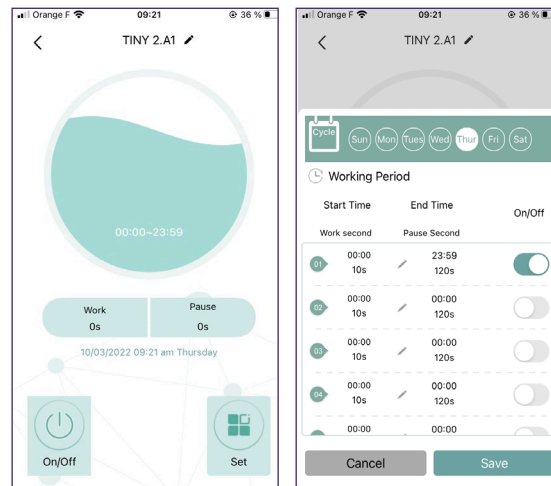 Orange F 09:21 36 %
TINY 2.A1
00:00~23:59
Work Pause
0s 0s
10/03/2022 09:21 am Thursday
On/Off Set
Orange F 09:21 36 %
TINY 2.A1
Cycle Sun Mon Tues Wed Thur Fri Sat
Working Period
Start Time End Time On/Off
Work second Pause Second
01 00:00 23:59
10s 120s
02 00:00 00:00
10s 120s
03 00:00 00:00
10s 120s
04 00:00 00:00
10s 120s
00:00 00:00
Cancel Save